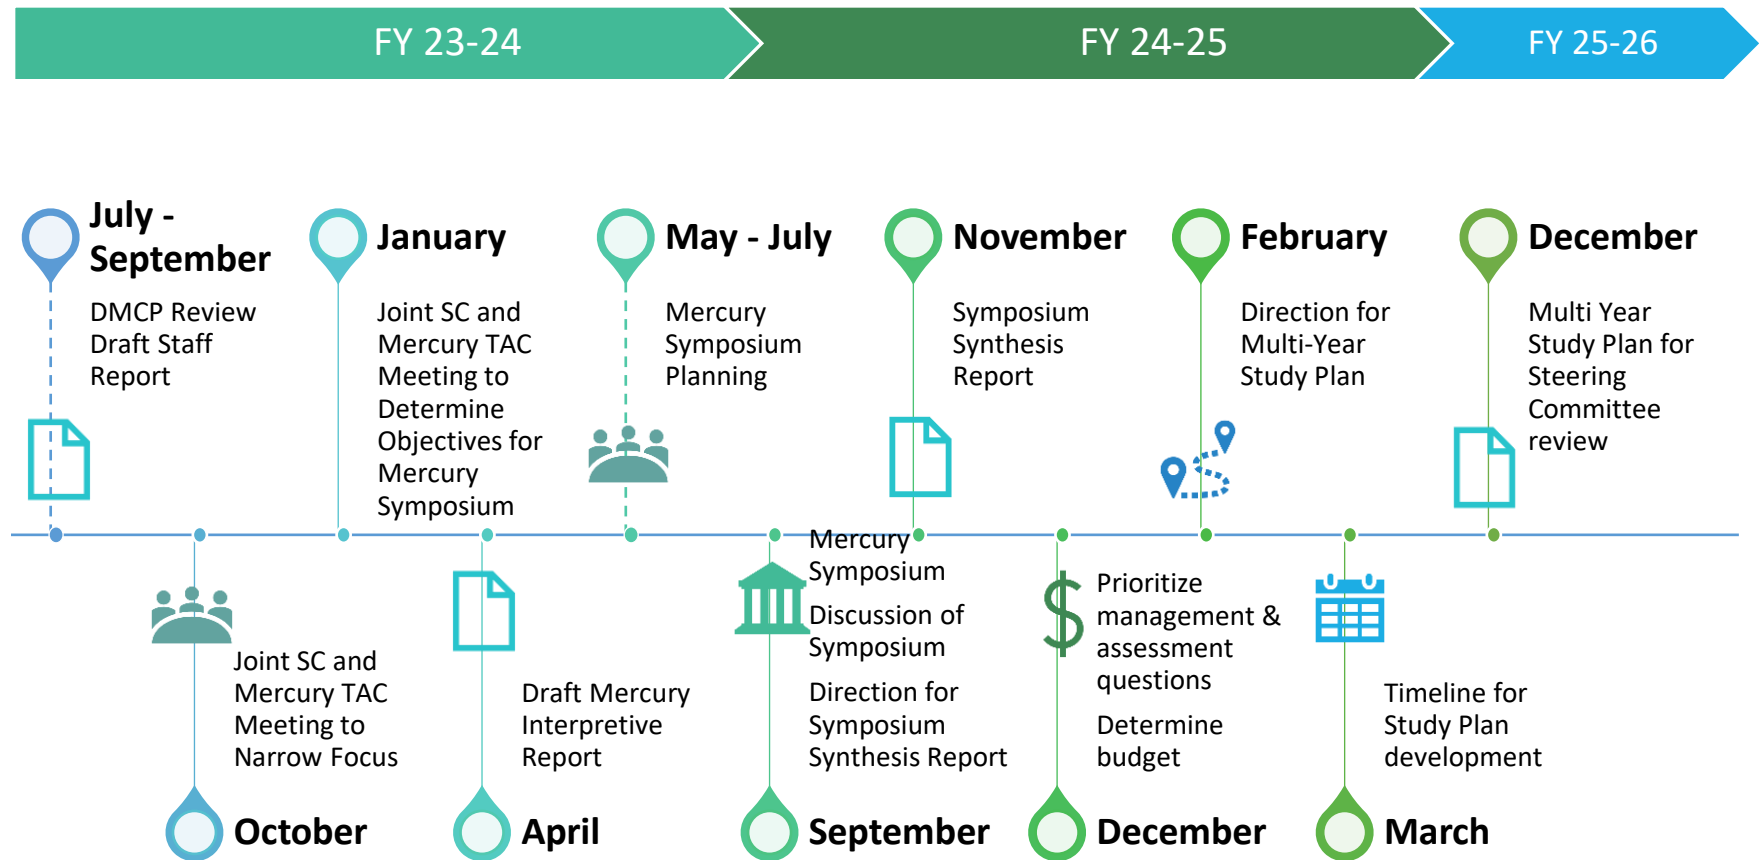 FY 23-24
FY 24-25
FY 25-26
July -
September
DMCP Review
Draft Staff
Report
January
Joint SC and
Mercury TAC
Meeting to
Determine
Objectives for
Mercury
Symposium
May - July
Mercury
Symposium
Planning
November
Symposium
Synthesis
Report
February
Direction for
Multi-Year
Study Plan
December
Multi Year
Study Plan for
Steering
Committee
review
Joint SC and
Mercury TAC
Meeting to
Narrow Focus
October
Draft Mercury
Interpretive
Report
April
Mercury
Symposium
Discussion of
Symposium
Direction for
Symposium
Synthesis Report
September
$
Prioritize
management &
assessment
questions
Determine
budget
December
Timeline for
Study Plan
development
March